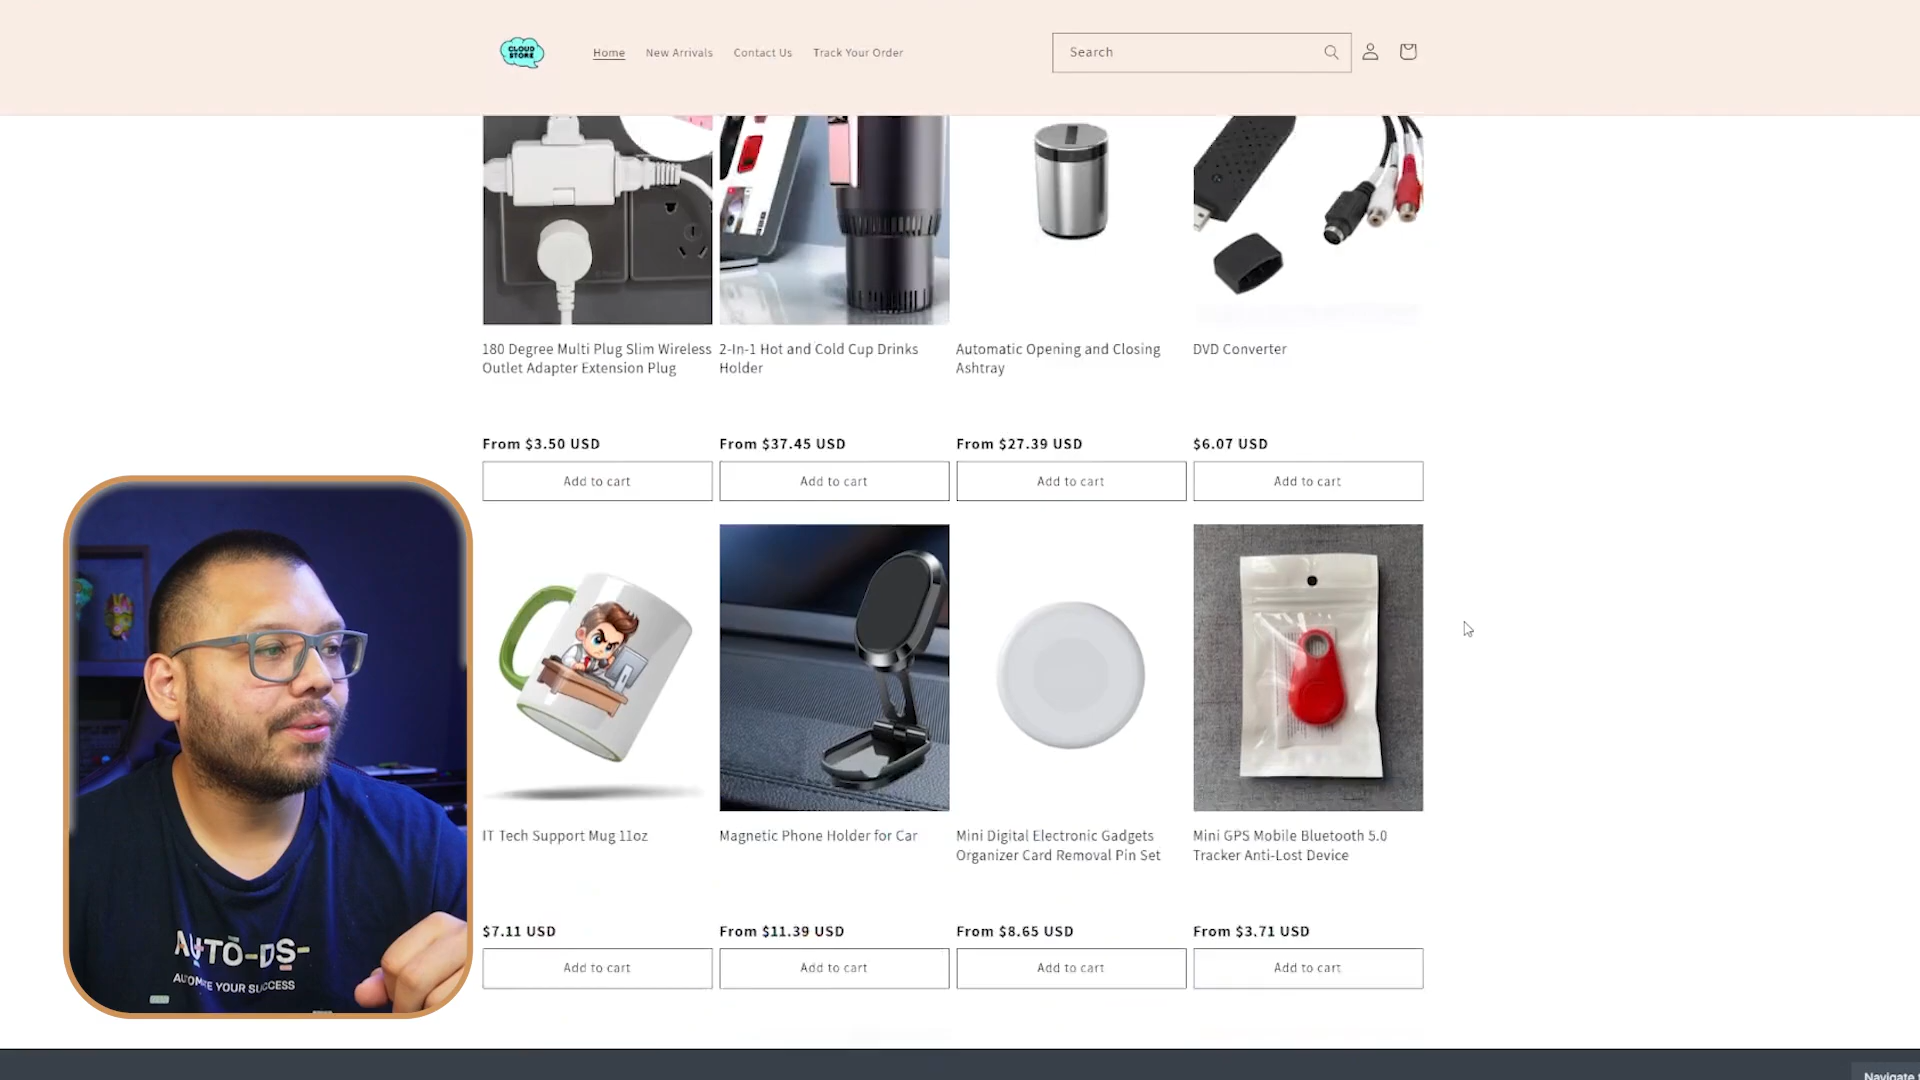 CLOUD
STORE
Home
New Arrivals
Contact Us
Track Your Order
Search
180 Degree Multi Plug Slim Wireless
Outlet Adapter Extension Plug
2-In-1 Hot and Cold Cup Drinks
Holder
Automatic Opening and Closing
Ashtray
DVD Converter
From $3.50 USD
From $37.45 USD
From $27.39 USD
$6.07 USD
Add to cart
Add to cart
Add to cart
Add to cart
IT Tech Support Mug 11oz
Magnetic Phone Holder for Car
Mini Digital Electronic Gadgets
Organizer Card Removal Pin Set
Mini GPS Mobile Bluetooth 5.0
Tracker Anti-Lost Device
$7.11 USD
From $11.39 USD
From $8.65 USD
From $3.71 USD
Add to cart
Add to cart
Add to cart
Add to cart
AUTO-DS-
AUTOMATE YOUR SUCCESS
Navigate